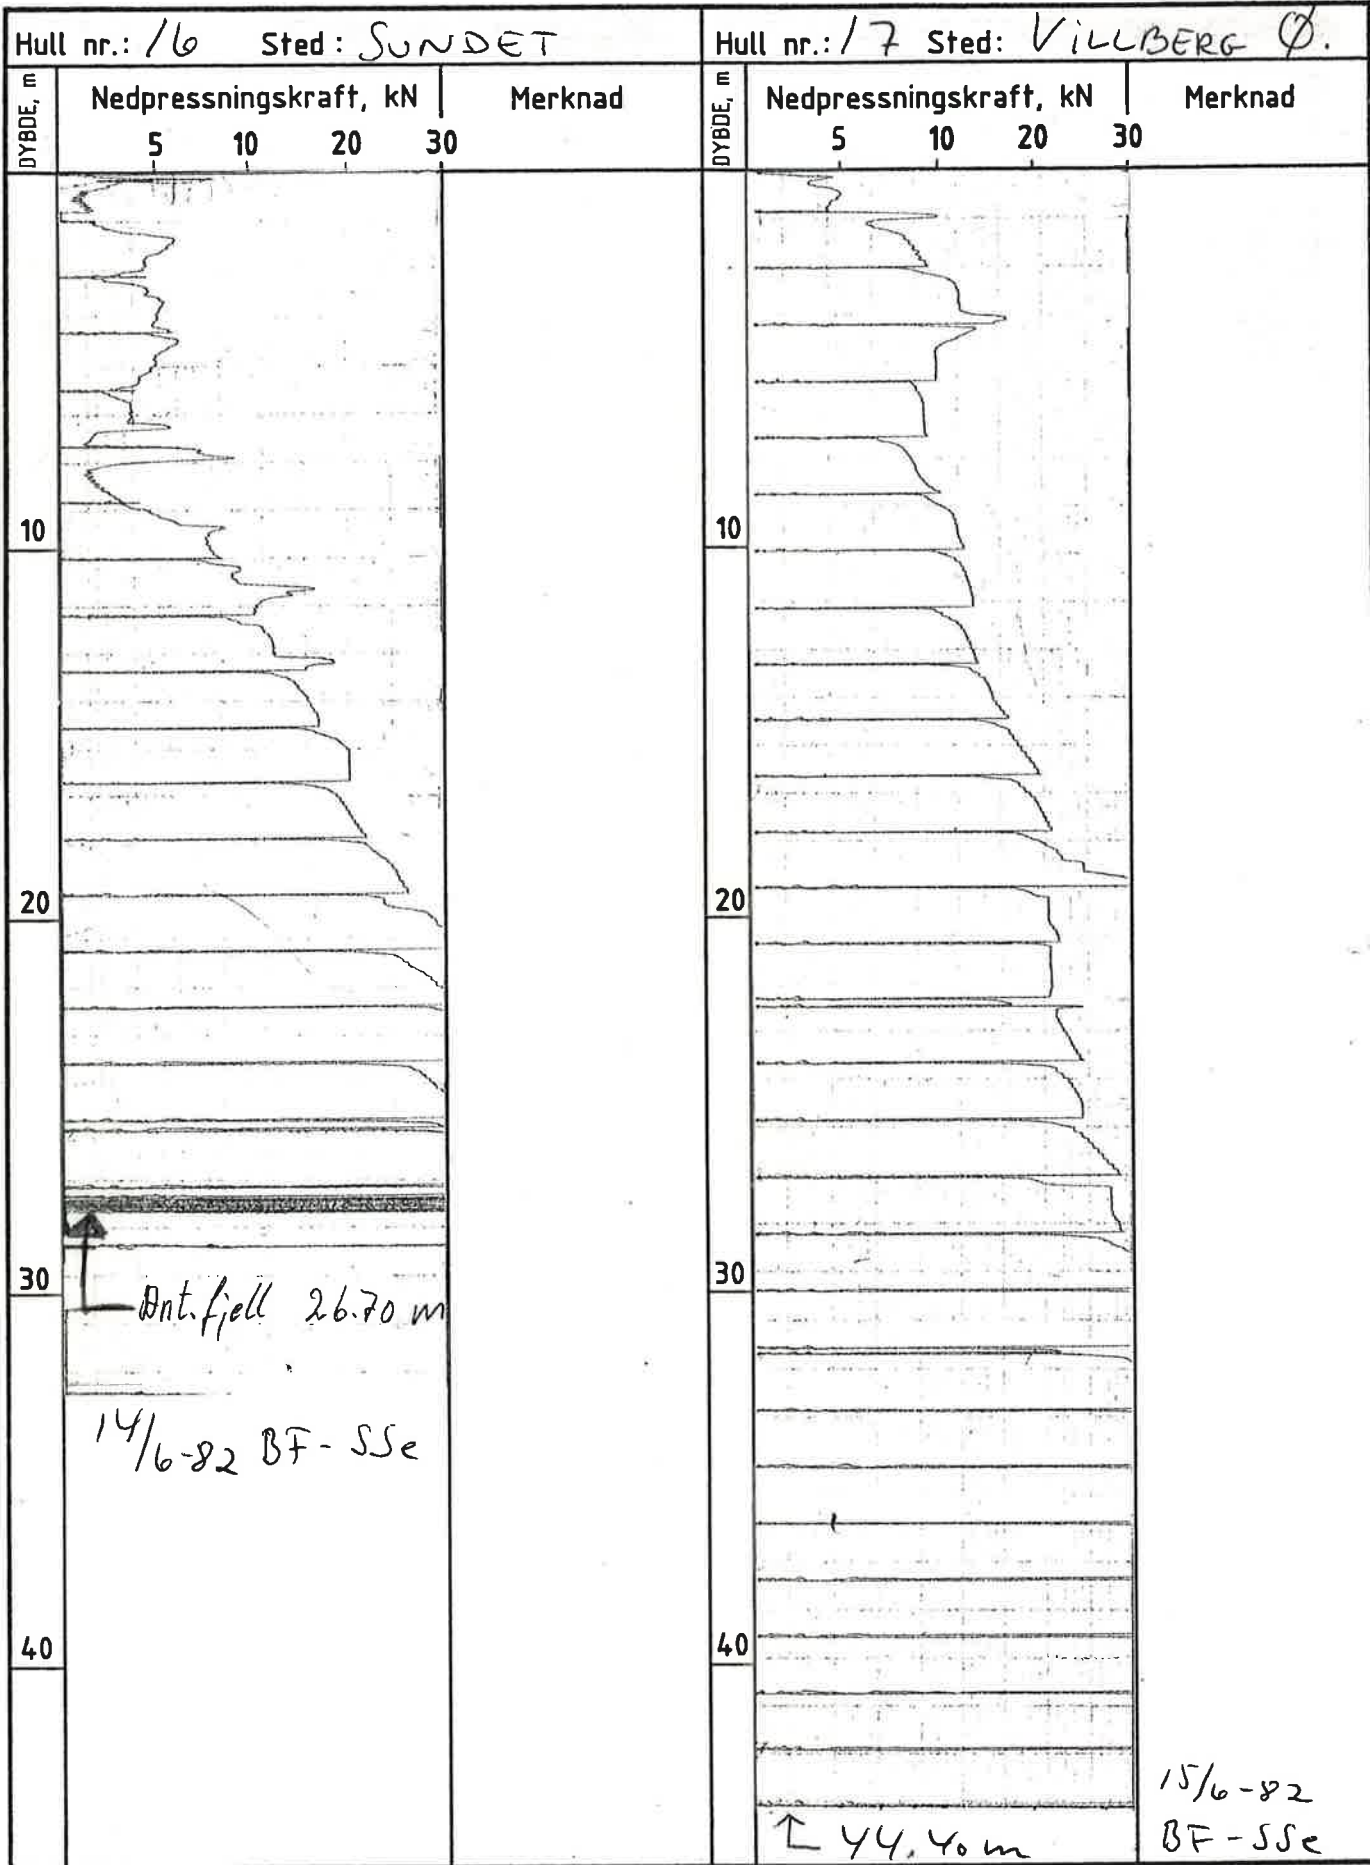 Hull nr.: 16 Sted: SUNDET
DYBDE, m
Nedpressningskraft, kN
Merknad
5 10 20 30
10
20
30
Ant. fjell 26.70 m
14/6-82 BF-SSe
40
Hull nr.: 17 Sted: VILLBERG Ø.
DYBDE, m
Nedpressningskraft, kN
Merknad
5 10 20 30
10
20
30
40
44.40 m
15/6-82
BF-SSe